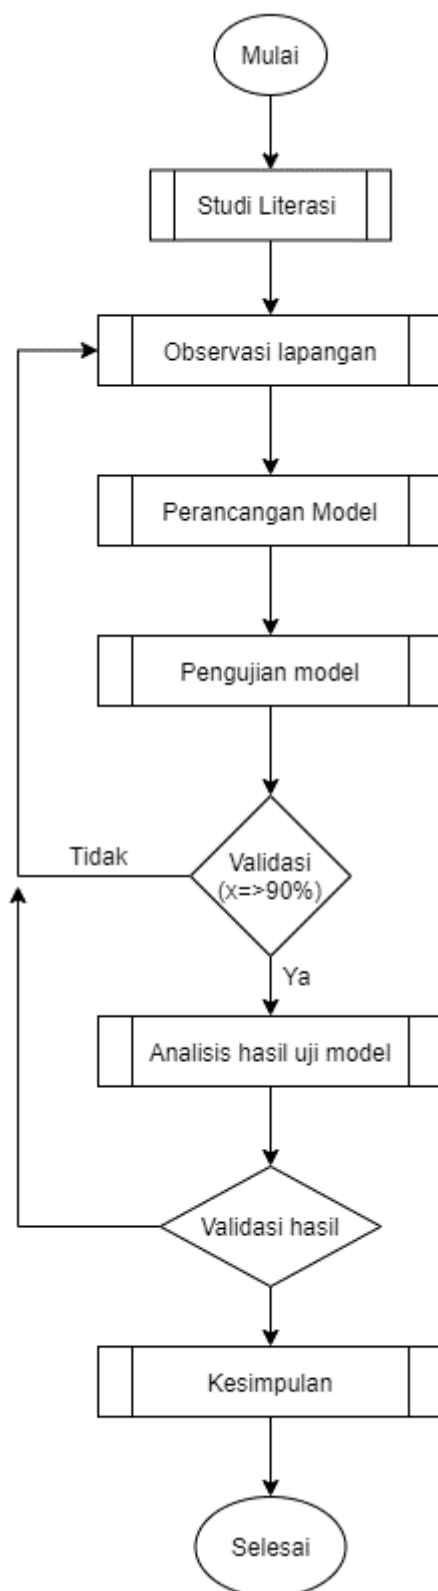 Mulai
Studi Literasi
Observasi lapangan
Perancangan Model
Pengujian model
Tidak
Validasi
(x=>90%)
Ya
Analisis hasil uji model
Validasi hasil
Kesimpulan
Selesai